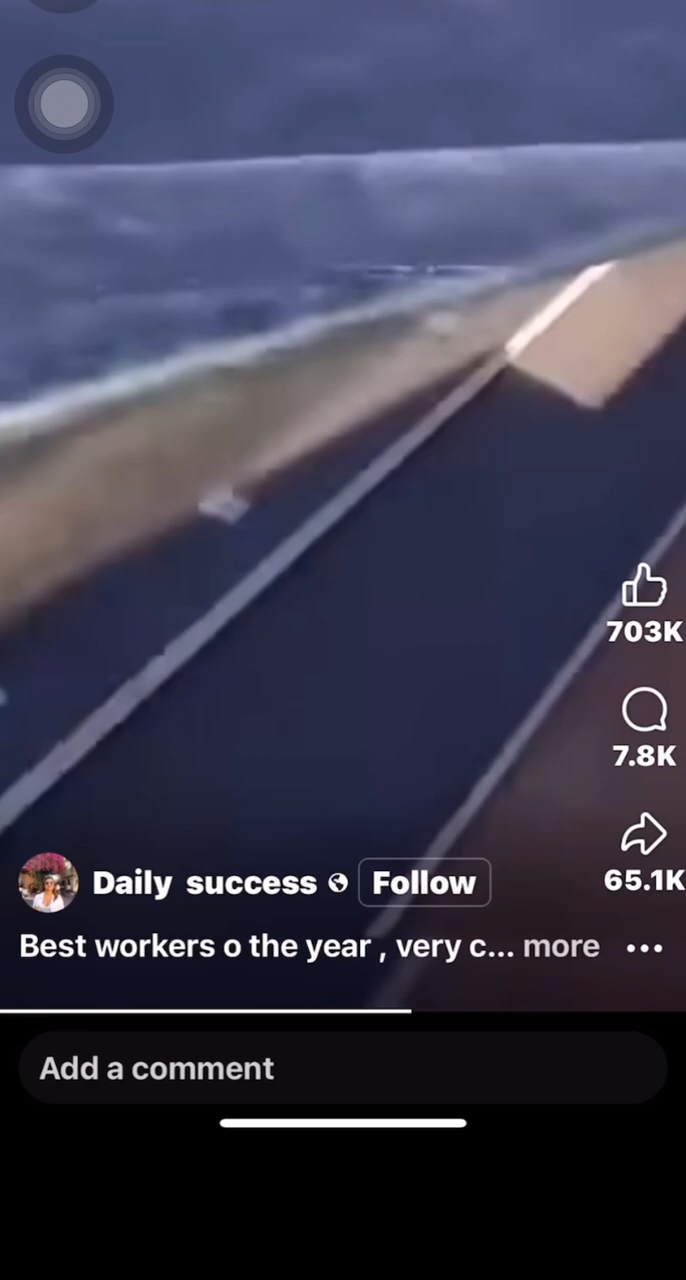 703K
7.8K
65.1K
Daily success Follow
Best workers o the year , very c... more
Add a comment